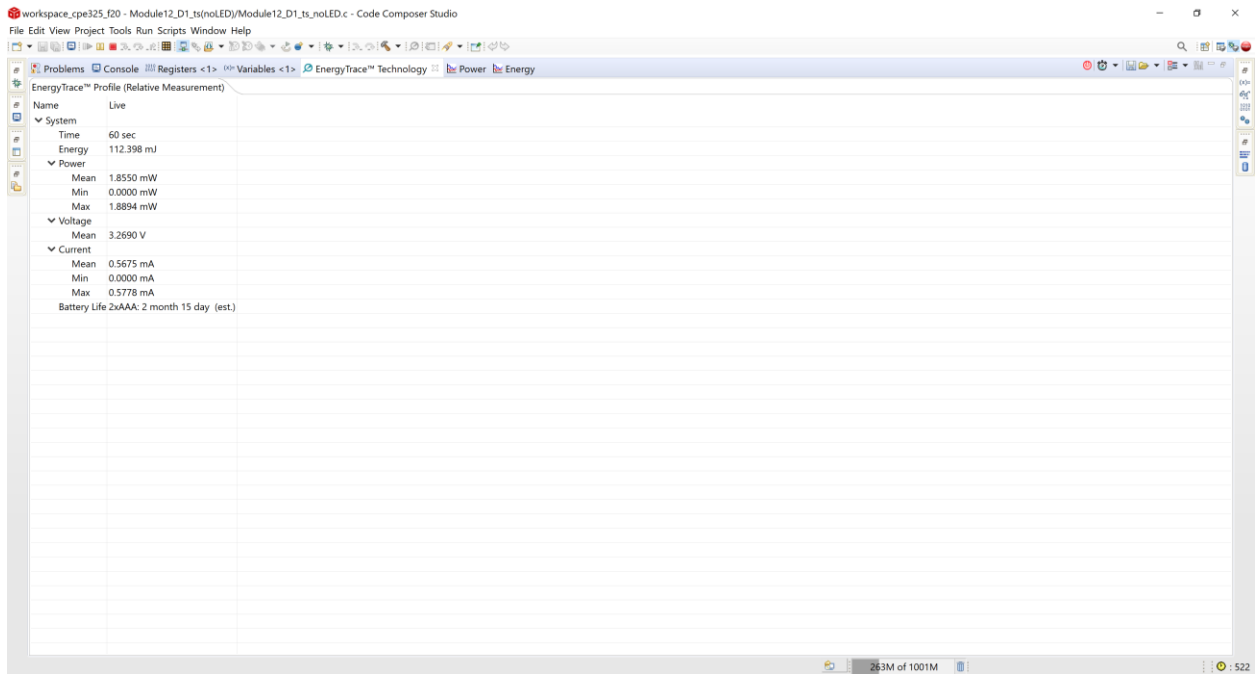 workspace_cpe325_f20 - Module12_D1_ts(noLED)/Module12_D1_ts_noLED.c - Code Composer Studio
File Edit View Project Tools Run Scripts Window Help
Problems Console Registers <1> (x)= Variables <1> EnergyTrace™ Technology Power Energy
EnergyTrace™ Profile (Relative Measurement)
Name Live
System
Time 60 sec
Energy 112.398 mJ
Power
Mean 1.8550 mW
Min 0.0000 mW
Max 1.8894 mW
Voltage
Mean 3.2690 V
Current
Mean 0.5675 mA
Min 0.0000 mA
Max 0.5778 mA
Battery Life 2xAAA: 2 month 15 day (est.)
263M of 1001M
: 522